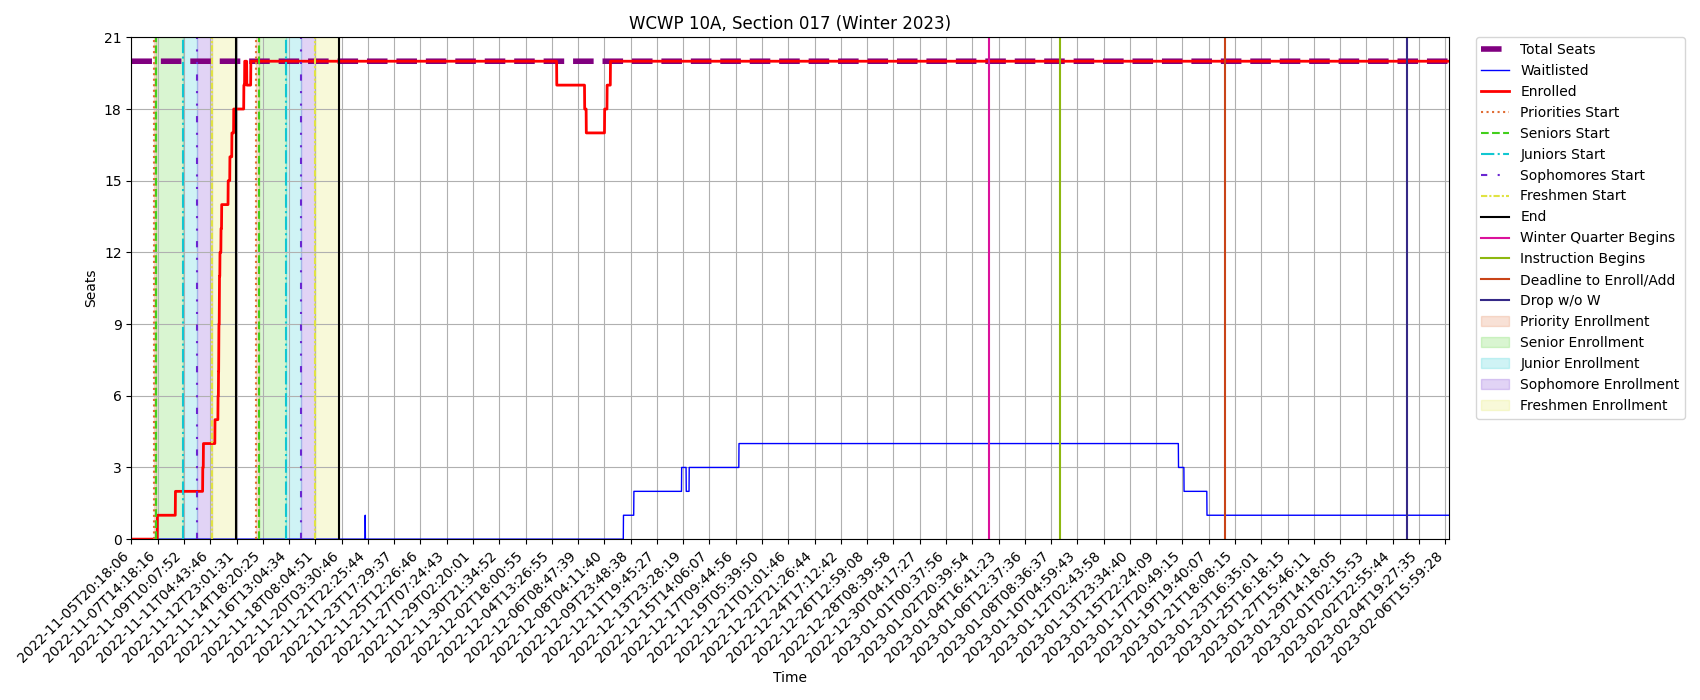 WCWP 10A, Section 017 (Winter 2023)
21
18
15
12
9
6
3
0
Seats
2022-11-05T20:18:06
2022-11-07T14:18:16
2022-11-09T10:07:52
2022-11-11T04:43:46
2022-11-12T23:01:31
2022-11-14T18:20:25
2022-11-16T13:04:34
2022-11-18T08:04:51
2022-11-20T03:30:46
2022-11-21T22:25:44
2022-11-23T17:29:37
2022-11-25T12:26:46
2022-11-27T07:24:43
2022-11-29T02:20:01
2022-11-30T21:34:52
2022-12-02T18:00:55
2022-12-04T13:26:55
2022-12-06T08:47:39
2022-12-08T04:11:40
2022-12-09T23:48:38
2022-12-11T19:45:27
2022-12-13T23:28:19
2022-12-15T14:06:07
2022-12-17T09:44:56
2022-12-19T05:39:50
2022-12-21T01:01:46
2022-12-22T21:26:44
2022-12-24T17:12:42
2022-12-26T12:59:08
2022-12-28T08:39:58
2022-12-30T04:17:27
2023-01-01T00:37:56
2023-01-02T20:39:54
2023-01-04T16:41:23
2023-01-06T12:37:36
2023-01-08T08:36:37
2023-01-10T04:59:43
2023-01-12T02:43:58
2023-01-13T23:34:40
2023-01-15T22:24:09
2023-01-17T20:49:15
2023-01-19T19:40:07
2023-01-21T18:08:15
2023-01-23T16:35:01
2023-01-25T16:18:15
2023-01-27T15:46:11
2023-01-29T14:18:05
2023-02-01T02:15:53
2023-02-02T22:55:44
2023-02-04T19:27:35
2023-02-06T15:59:28
Time
Total Seats
Waitlisted
Enrolled
Priorities Start
Seniors Start
Juniors Start
Sophomores Start
Freshmen Start
End
Winter Quarter Begins
Instruction Begins
Deadline to Enroll/Add
Drop w/o W
Priority Enrollment
Senior Enrollment
Junior Enrollment
Sophomore Enrollment
Freshmen Enrollment